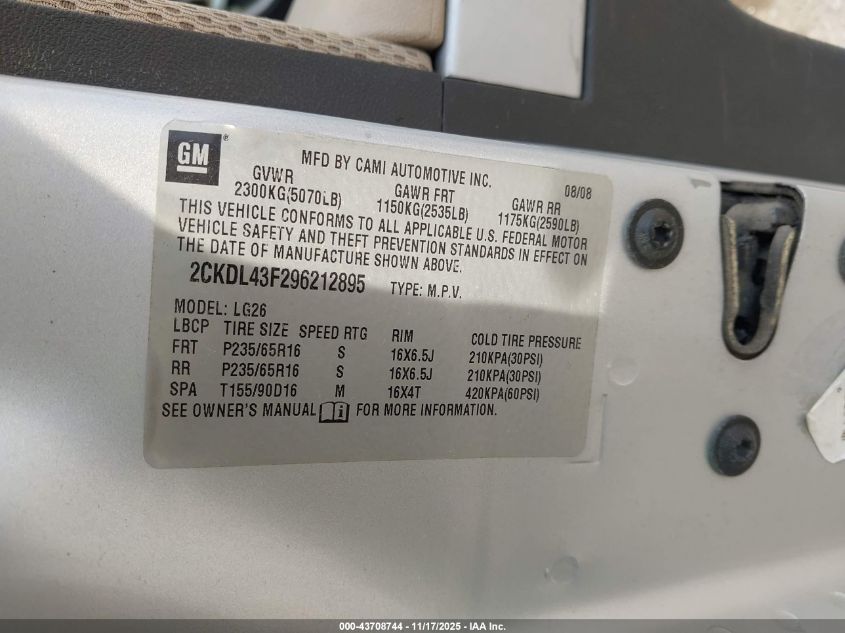 GM®
MFD BY CAMI AUTOMOTIVE INC.
08/08
GVWR GAWR FRT GAWR RR
2300KG(5070LB) 1150KG(2535LB) 1175KG(2590LB)
THIS VEHICLE CONFORMS TO ALL APPLICABLE U.S. FEDERAL MOTOR
VEHICLE SAFETY AND THEFT PREVENTION STANDARDS IN EFFECT ON
THE DATE OF MANUFACTURE SHOWN ABOVE.
2CKDL43F296212895 TYPE: M.P.V.
MODEL: LG26
LBCP TIRE SIZE SPEED RTG RIM COLD TIRE PRESSURE
FRT P235/65R16 S 16X6.5J 210KPA(30PSI)
RR P235/65R16 S 16X6.5J 210KPA(30PSI)
SPA T155/90D16 M 16X4T 420KPA(60PSI)
SEE OWNER'S MANUAL i FOR MORE INFORMATION.
000-43708744 — 11/17/2025 — IAA Inc.